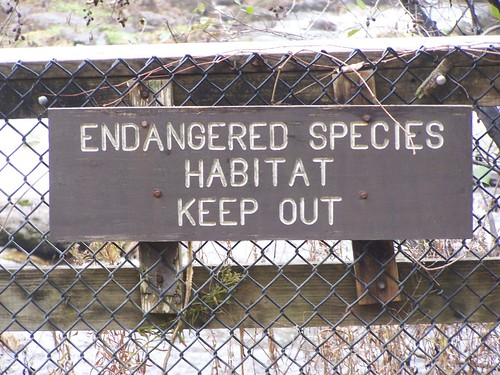 ENDANGERED SPECIES
HABITAT
KEEP OUT